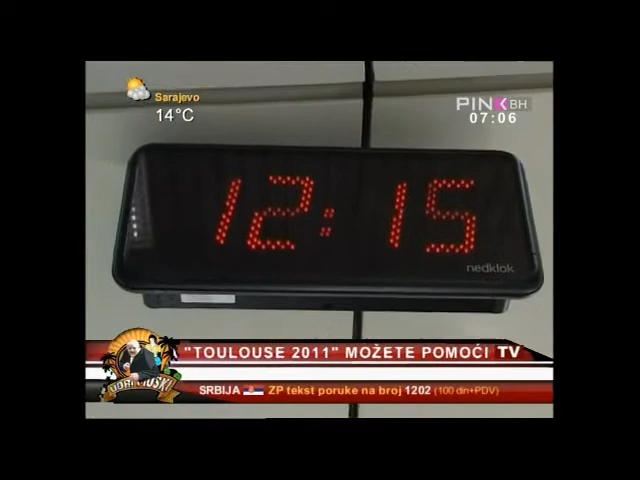 Sarajevo
14°C
PINK BH
07:06
12:15
nedklok
"TOULOUSE 2011" MOŽETE POMOĆI TV
SRBIJA ZP tekst poruke na broj 1202 (100 din+PDV)